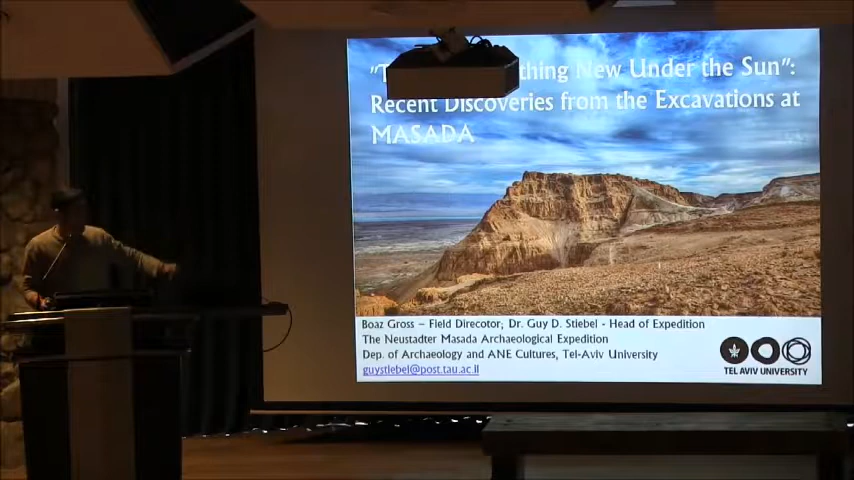 "T thing New Under the Sun":
Recent Discoveries from the Excavations at
MASADA
Boaz Gross – Field Direcotor; Dr. Guy D. Stiebel - Head of Expedition
The Neustadter Masada Archaeological Expedition
Dep. of Archaeology and ANE Cultures, Tel-Aviv University
guystiebel@post.tau.ac.il
TEL AVIV UNIVERSITY